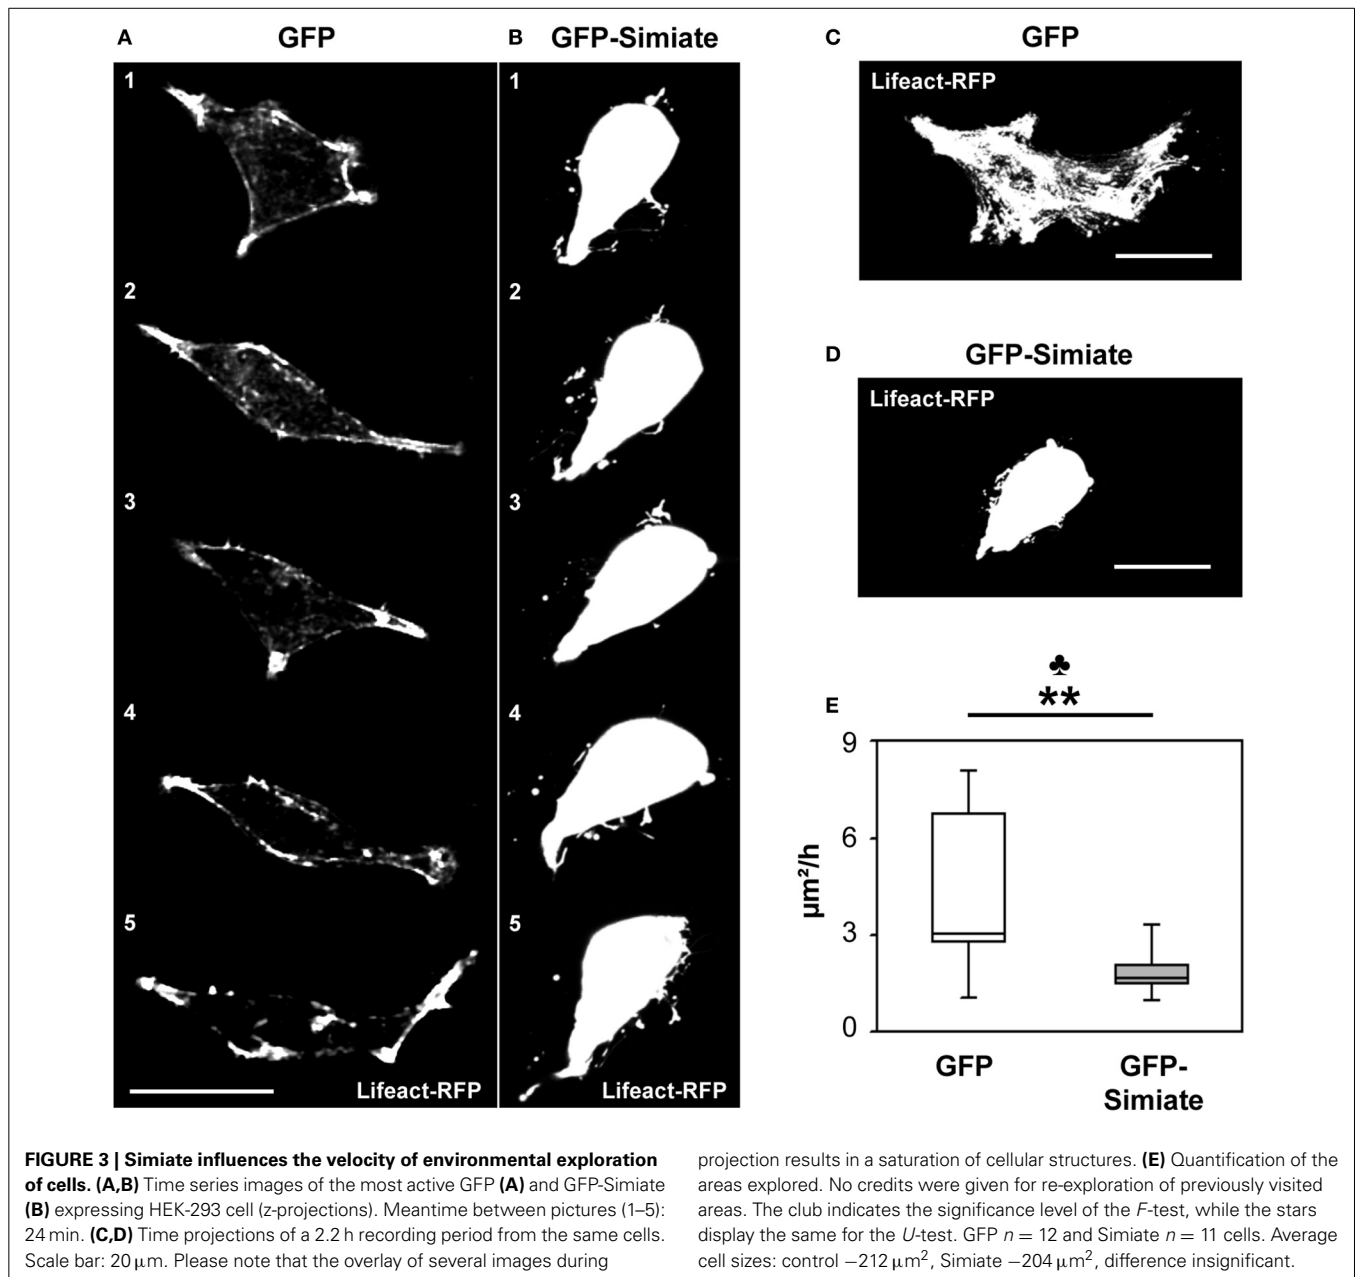 A GFP
B GFP-Simiate
C GFP
1
2
3
4
5
Lifeact-RFP
1
2
3
4
5
Lifeact-RFP
Lifeact-RFP
D GFP-Simiate
Lifeact-RFP
E
♣
**
9
6
3
0
µm²/h
GFP
GFP-
Simiate
FIGURE 3 | Simiate influences the velocity of environmental exploration
of cells. (A,B) Time series images of the most active GFP (A) and GFP-Simiate
(B) expressing HEK-293 cell (z-projections). Meantime between pictures (1–5):
24 min. (C,D) Time projections of a 2.2 h recording period from the same cells.
Scale bar: 20 µm. Please note that the overlay of several images during
projection results in a saturation of cellular structures. (E) Quantification of the
areas explored. No credits were given for re-exploration of previously visited
areas. The club indicates the significance level of the F-test, while the stars
display the same for the U-test. GFP n = 12 and Simiate n = 11 cells. Average
cell sizes: control −212 µm², Simiate −204 µm², difference insignificant.